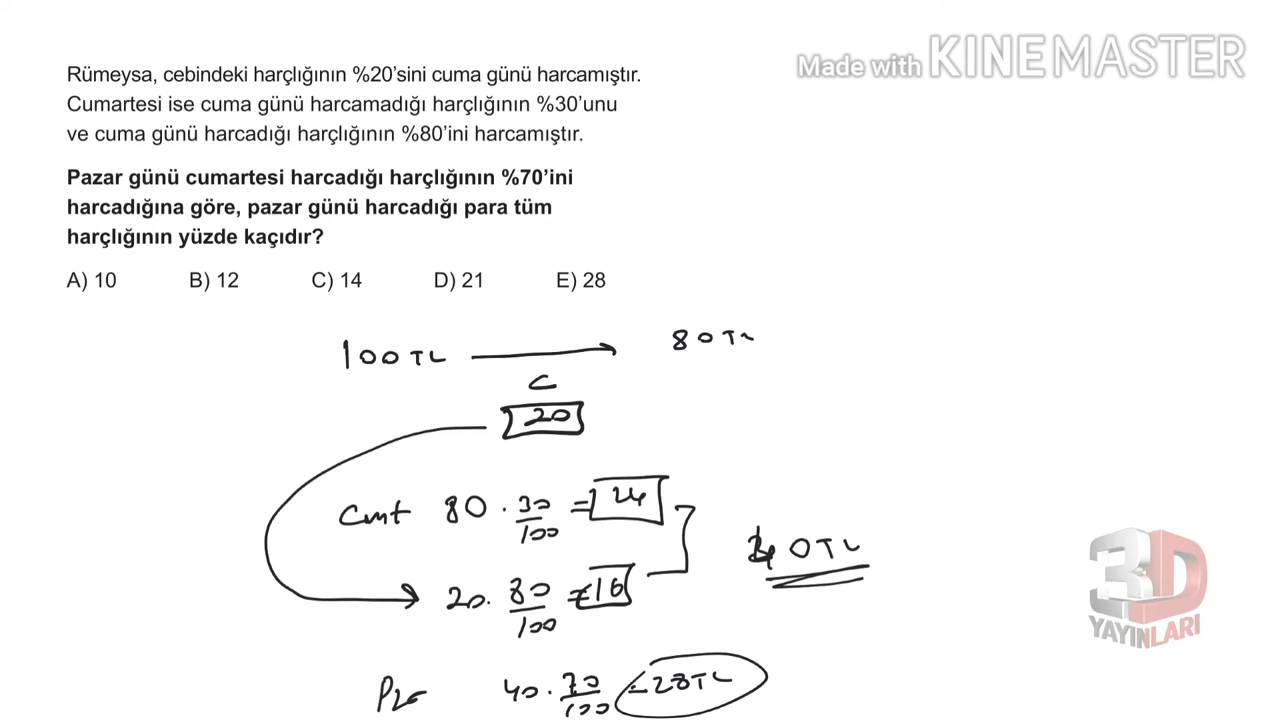 Made with KINEMASTER
Rümeysa, cebindeki harçlığının %20'sini cuma günü harcamıştır.
Cumartesi ise cuma günü harcamadığı harçlığının %30'unu
ve cuma günü harcadığı harçlığının %80'ini harcamıştır.
Pazar günü cumartesi harcadığı harçlığının %70'ini
harcadığına göre, pazar günü harcadığı para tüm
harçlığının yüzde kaçıdır?
A) 10 B) 12 C) 14 D) 21 E) 28
100 TL → 80 TL
C
20
Cmt 80 · 30/100 = 24
40 TL
20 · 80/100 = 16
3D
YAYINLARI
40 · 70/100 = 28 TL